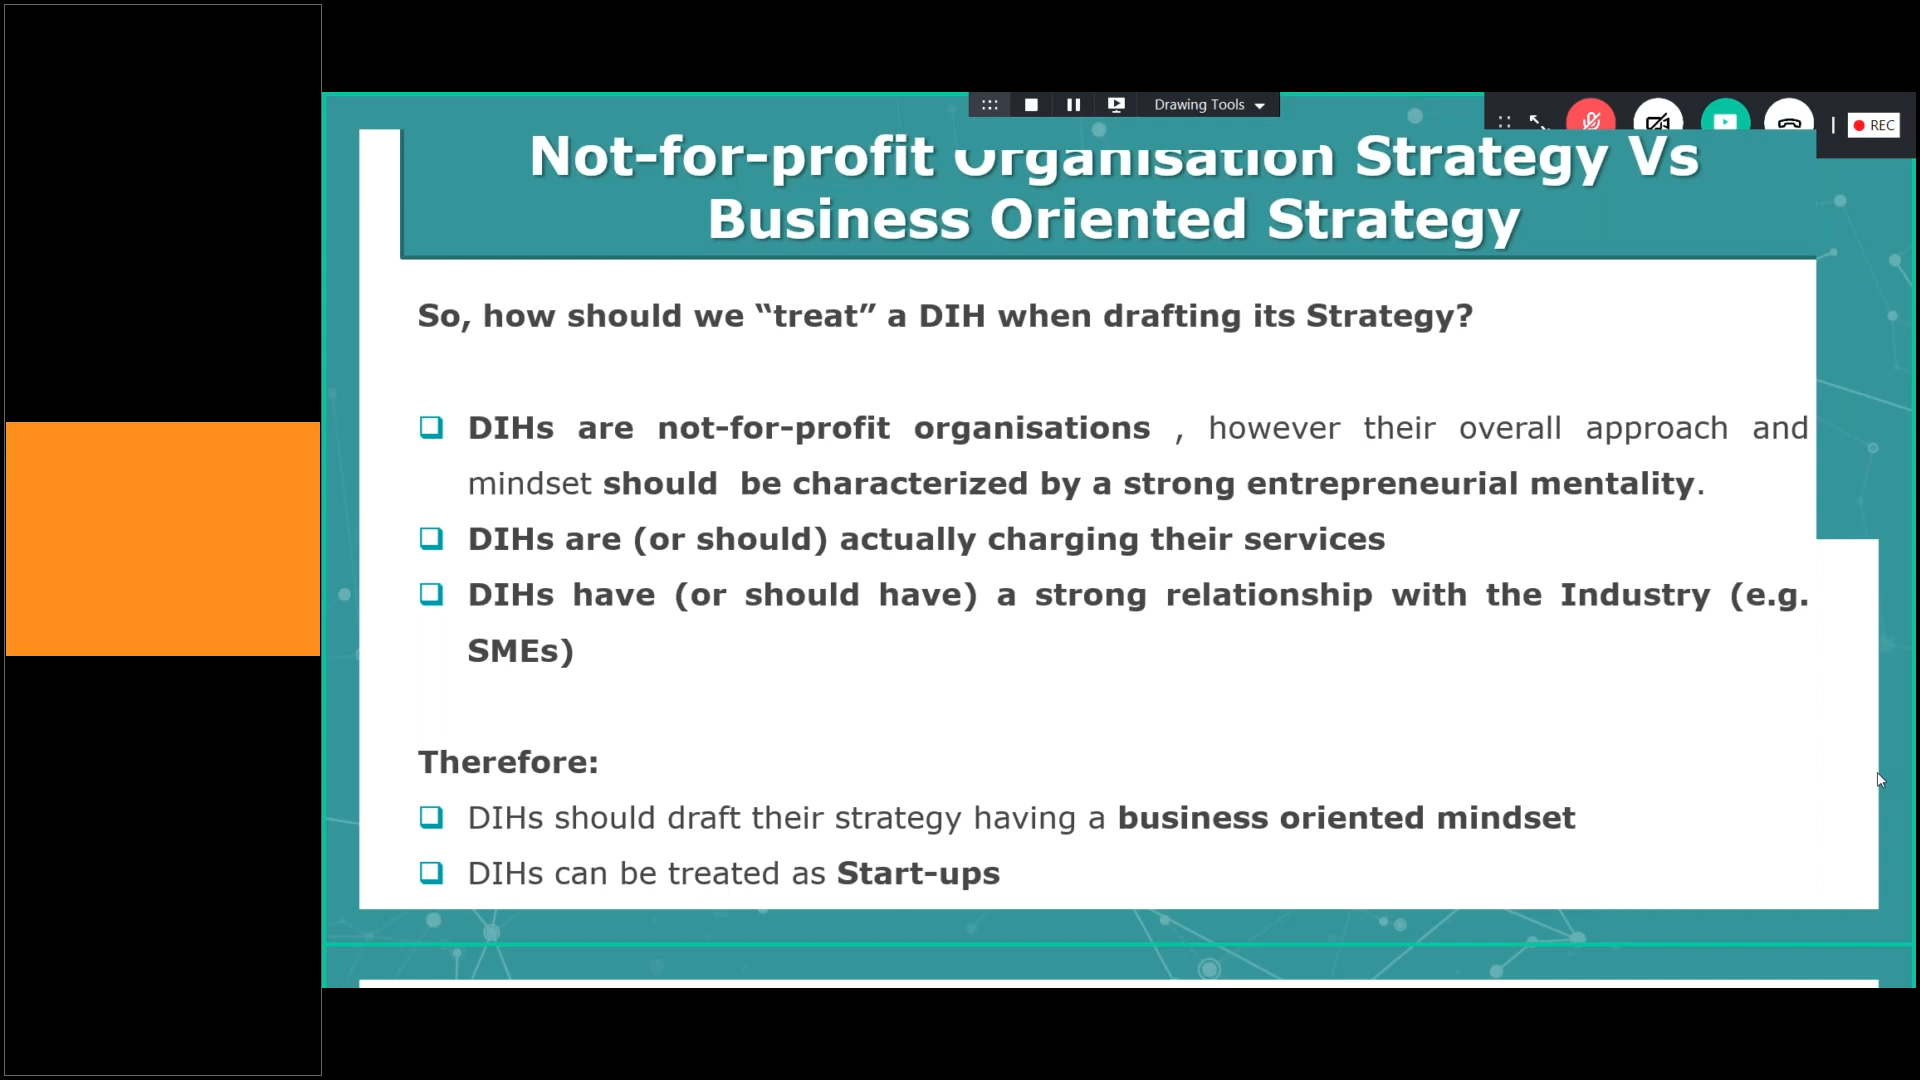 Drawing Tools
REC
Not-for-profit Organisation Strategy Vs
Business Oriented Strategy
So, how should we “treat” a DIH when drafting its Strategy?
DIHs are not-for-profit organisations , however their overall approach and
mindset should be characterized by a strong entrepreneurial mentality.
DIHs are (or should) actually charging their services
DIHs have (or should have) a strong relationship with the Industry (e.g.
SMEs)
Therefore:
DIHs should draft their strategy having a business oriented mindset
DIHs can be treated as Start-ups